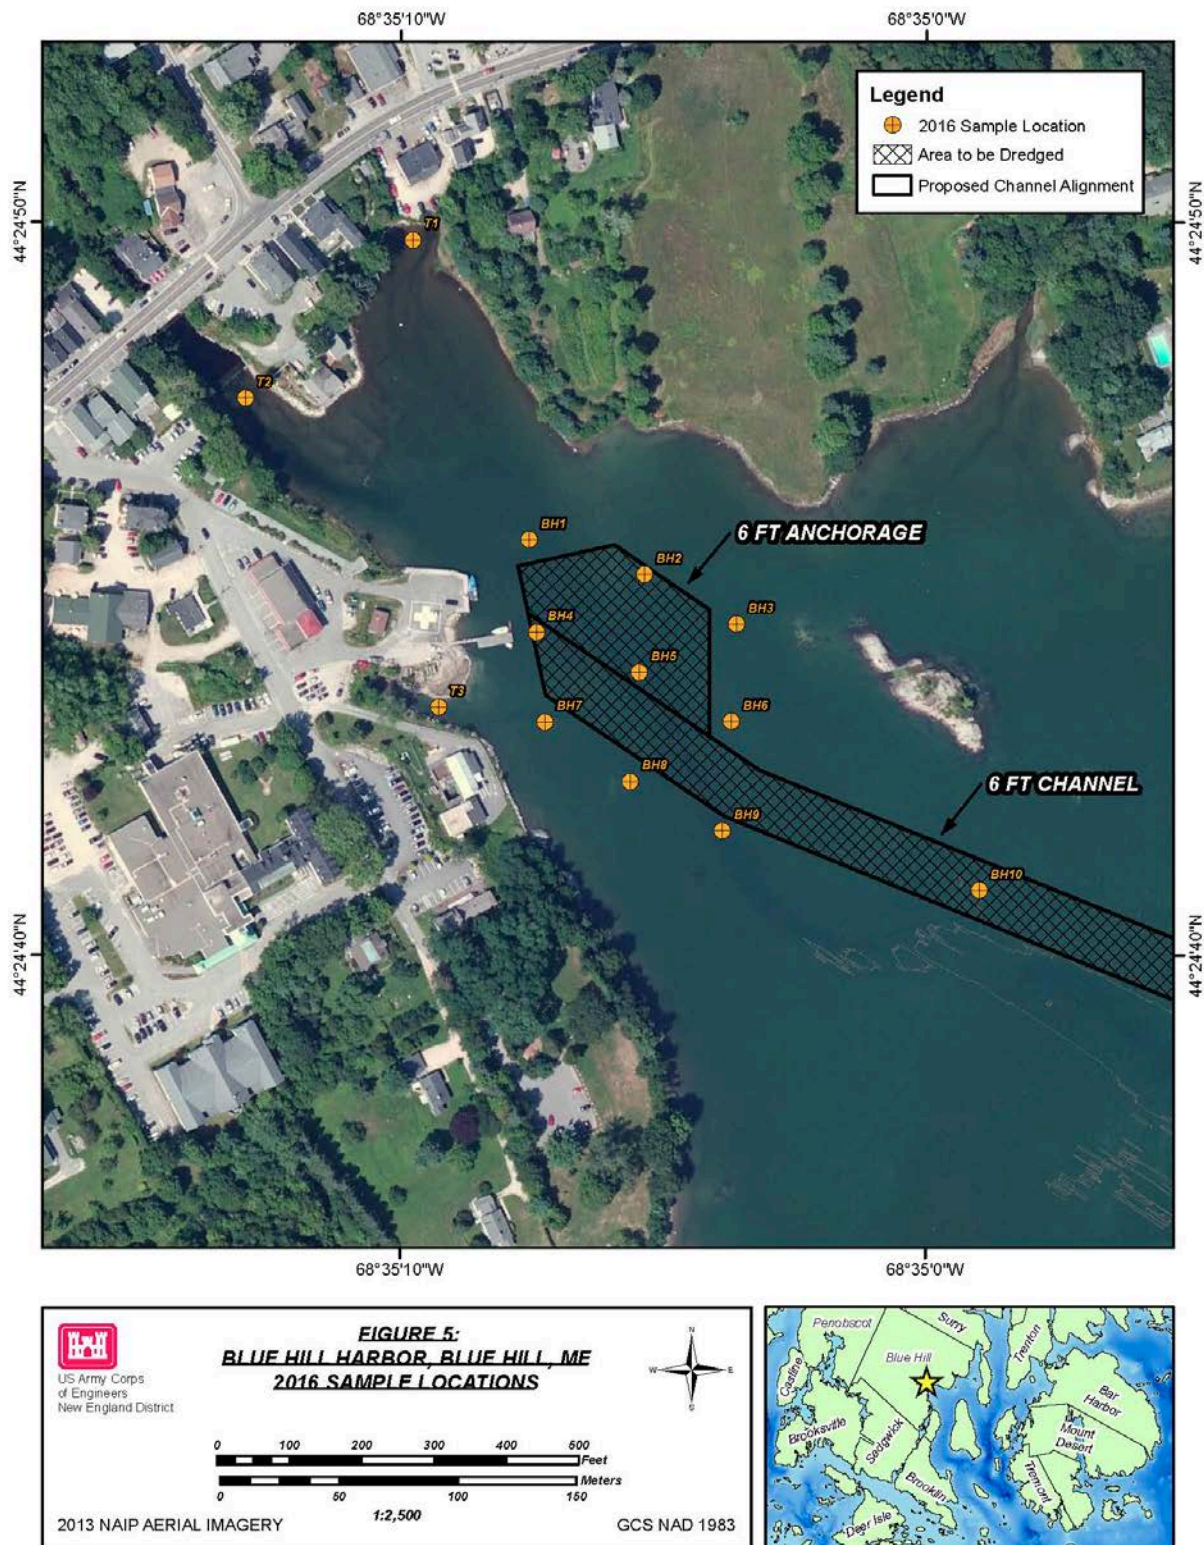 68°35'10"W
68°35'0"W
Legend
2016 Sample Location
Area to be Dredged
Proposed Channel Alignment
44°24'50"N
44°24'50"N
T1
T2
BH1
6 FT ANCHORAGE
BH2
BH3
BH4
BH5
T3
BH7
BH6
BH8
6 FT CHANNEL
BH9
BH10
44°24'40"N
44°24'40"N
68°35'10"W
68°35'0"W
US Army Corps
of Engineers
New England District
FIGURE 5:
BLUE HILL HARBOR, BLUE HILL, ME
2016 SAMPLE LOCATIONS
N
W
E
S
0 100 200 300 400 500
Feet
Meters
0 50 100 150
1:2,500
2013 NAIP AERIAL IMAGERY
GCS NAD 1983
Penobscot
Surry
Trenton
Blue Hill
Castine
Bar
Harbor
Brooksville
Sedgwick
Mount
Desert
Tremont
Brooklin
Deer Isle